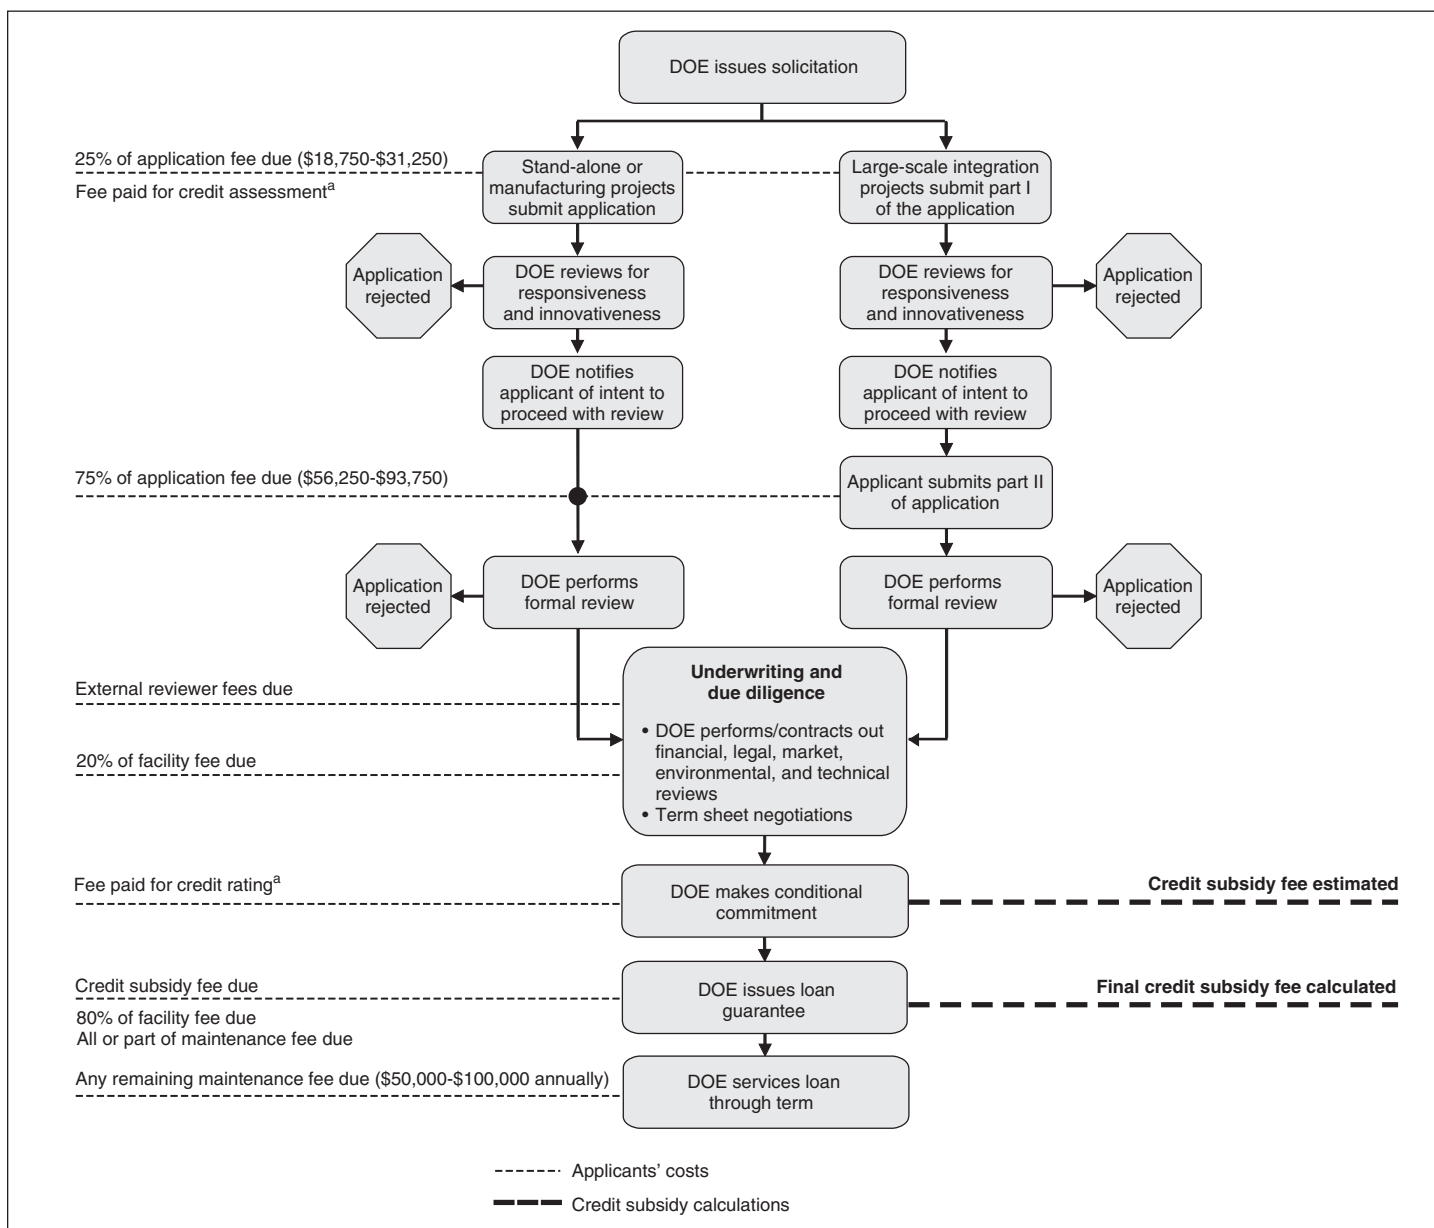 DOE issues solicitation
25% of application fee due ($18,750-$31,250)
Fee paid for credit assessmentᵃ
Stand-alone or
manufacturing projects
submit application
Large-scale integration
projects submit part I
of the application
Application
rejected
DOE reviews for
responsiveness
and innovativeness
DOE reviews for
responsiveness
and innovativeness
Application
rejected
DOE notifies
applicant of intent to
proceed with review
DOE notifies
applicant of intent to
proceed with review
75% of application fee due ($56,250-$93,750)
Applicant submits part II
of application
Application
rejected
DOE performs
formal review
DOE performs
formal review
Application
rejected
External reviewer fees due
20% of facility fee due
Underwriting and
due diligence
• DOE performs/contracts out
financial, legal, market,
environmental, and technical
reviews
• Term sheet negotiations
Fee paid for credit ratingᵃ
DOE makes conditional
commitment
Credit subsidy fee estimated
Credit subsidy fee due
80% of facility fee due
All or part of maintenance fee due
DOE issues loan
guarantee
Final credit subsidy fee calculated
Any remaining maintenance fee due ($50,000-$100,000 annually)
DOE services loan
through term
Applicants' costs
Credit subsidy calculations